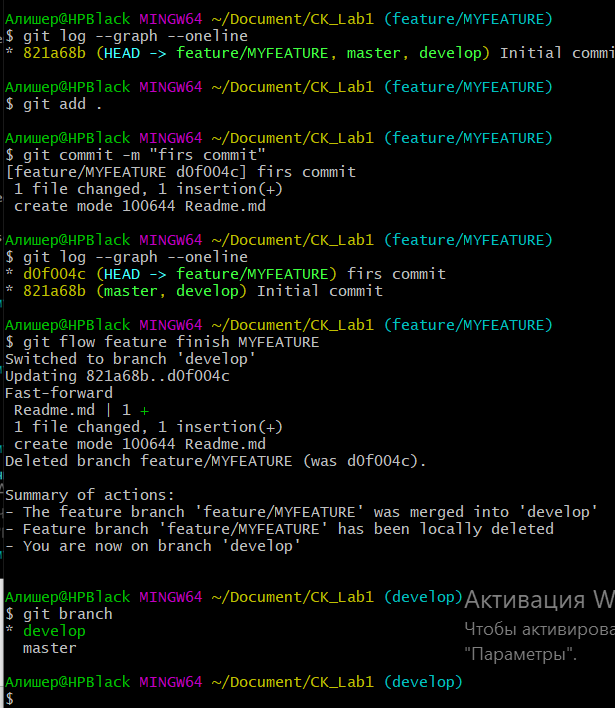 Алишер@HPBlack MINGW64 ~/Document/CK_Lab1 (feature/MYFEATURE)
$ git log --graph --oneline
* 821a68b (HEAD -> feature/MYFEATURE, master, develop) Initial commi
Алишер@HPBlack MINGW64 ~/Document/CK_Lab1 (feature/MYFEATURE)
$ git add .
Алишер@HPBlack MINGW64 ~/Document/CK_Lab1 (feature/MYFEATURE)
$ git commit -m "firs commit"
[feature/MYFEATURE d0f004c] firs commit
 1 file changed, 1 insertion(+)
 create mode 100644 Readme.md
Алишер@HPBlack MINGW64 ~/Document/CK_Lab1 (feature/MYFEATURE)
$ git log --graph --oneline
* d0f004c (HEAD -> feature/MYFEATURE) firs commit
* 821a68b (master, develop) Initial commit
Алишер@HPBlack MINGW64 ~/Document/CK_Lab1 (feature/MYFEATURE)
$ git flow feature finish MYFEATURE
Switched to branch 'develop'
Updating 821a68b..d0f004c
Fast-forward
 Readme.md | 1 +
 1 file changed, 1 insertion(+)
 create mode 100644 Readme.md
Deleted branch feature/MYFEATURE (was d0f004c).
Summary of actions:
- The feature branch 'feature/MYFEATURE' was merged into 'develop'
- Feature branch 'feature/MYFEATURE' has been locally deleted
- You are now on branch 'develop'
Алишер@HPBlack MINGW64 ~/Document/CK_Lab1 (develop)
$ git branch
* develop
  master
Алишер@HPBlack MINGW64 ~/Document/CK_Lab1 (develop)
$
Активация W
Чтобы активирова
"Параметры".